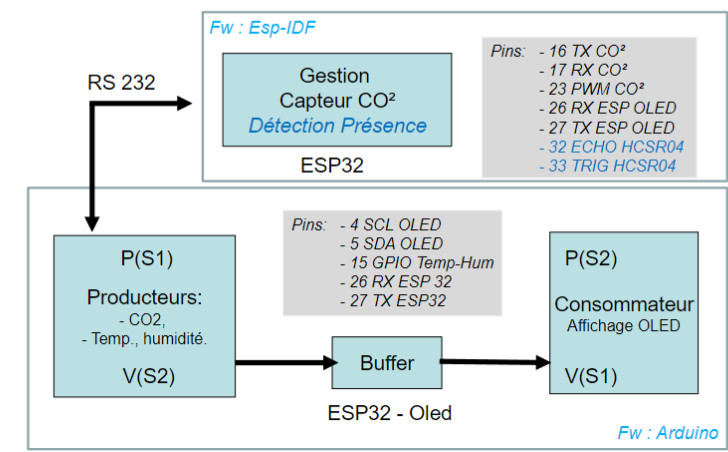 Fw : Esp-IDF
RS 232
Gestion
Capteur CO²
Détection Présence
ESP32
Pins: - 16 TX CO²
- 17 RX CO²
- 23 PWM CO²
- 26 RX ESP OLED
- 27 TX ESP OLED
- 32 ECHO HCSR04
- 33 TRIG HCSR04
P(S1)
Producteurs:
- CO2,
- Temp., humidité.
V(S2)
Pins: - 4 SCL OLED
- 5 SDA OLED
- 15 GPIO Temp-Hum
- 26 RX ESP 32
- 27 TX ESP32
Buffer
ESP32 - Oled
P(S2)
Consommateur
Affichage OLED
V(S1)
Fw : Arduino